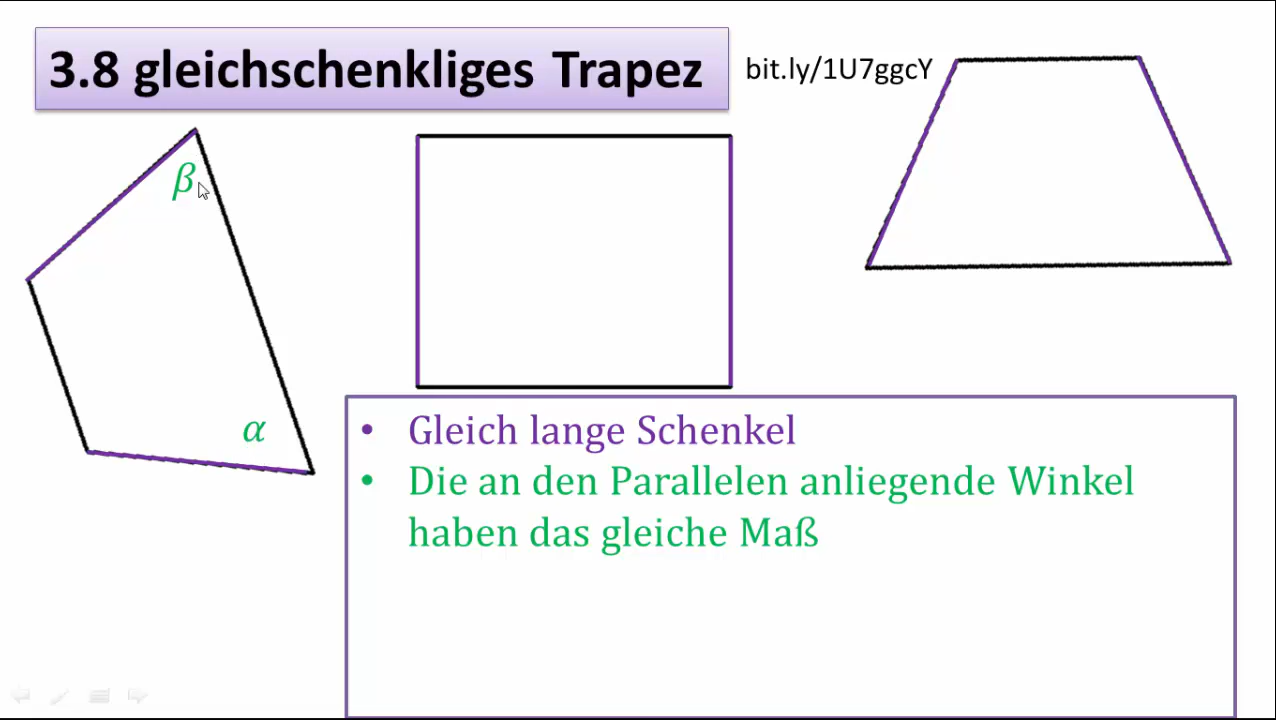 3.8 gleichschenkliges Trapez
bit.ly/1U7ggcY
β
α
• Gleich lange Schenkel
• Die an den Parallelen anliegende Winkel
haben das gleiche Maß